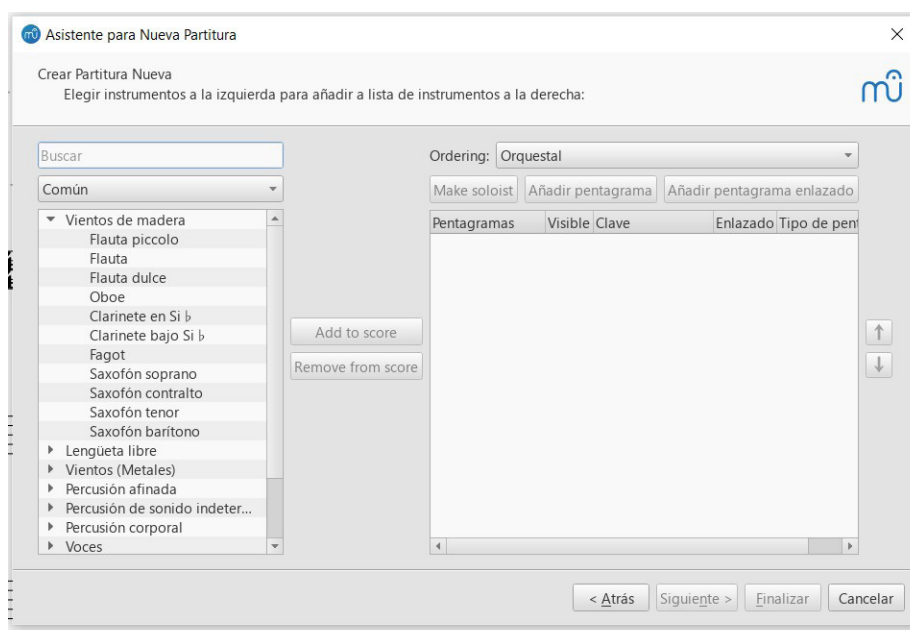 Asistente para Nueva Partitura
Crear Partitura Nueva
Elegir instrumentos a la izquierda para añadir a lista de instrumentos a la derecha:
Buscar
Común
Vientos de madera
Flauta piccolo
Flauta
Flauta dulce
Oboe
Clarinete en Si ♭
Clarinete bajo Si ♭
Fagot
Saxofón soprano
Saxofón contralto
Saxofón tenor
Saxofón barítono
Lengüeta libre
Vientos (Metales)
Percusión afinada
Percusión de sonido indeter...
Percusión corporal
Voces
Add to score
Remove from score
Ordering: Orquestal
Make soloist Añadir pentagrama Añadir pentagrama enlazado
Pentagramas Visible Clave Enlazado Tipo de pent
< Atrás Siguiente > Finalizar Cancelar